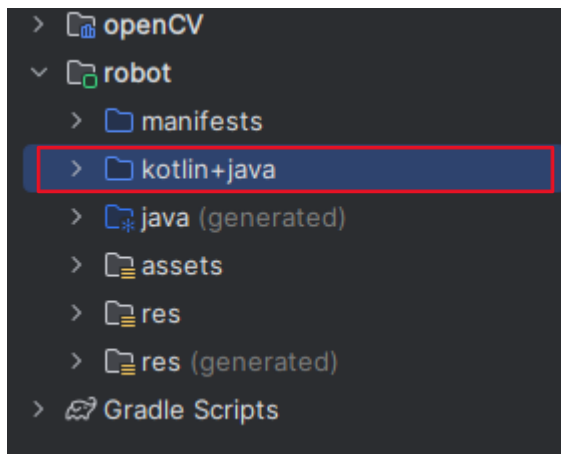 openCV
robot
manifests
kotlin+java
java (generated)
assets
res
res (generated)
Gradle Scripts